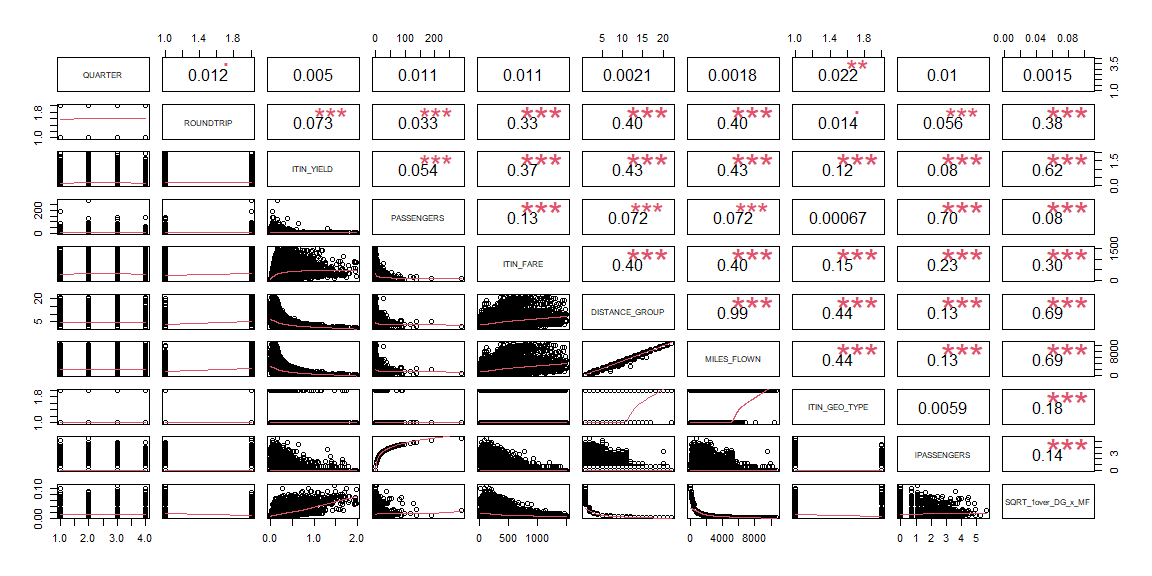 1.0 1.4 1.8 0 100 200 5 10 15 20 1.0 1.4 1.8 0.00 0.04 0.08
QUARTER 0.012 . 0.005 0.011 0.011 0.0021 0.0018 0.022 ** 0.01 0.0015 1.0 3.5
1.0 1.8 ROUNDTRIP 0.073 *** 0.033 *** 0.33 *** 0.40 *** 0.40 *** 0.014 . 0.056 *** 0.38 ***
ITIN_YIELD 0.054 *** 0.37 *** 0.43 *** 0.43 *** 0.12 *** 0.08 *** 0.62 *** 0.0 1.5
0 200 PASSENGERS 0.13 *** 0.072 *** 0.072 *** 0.00067 0.70 *** 0.08 ***
ITIN_FARE 0.40 *** 0.40 *** 0.15 *** 0.23 *** 0.30 *** 0 1500
5 20 DISTANCE_GROUP 0.99 *** 0.44 *** 0.13 *** 0.69 ***
MILES_FLOWN 0.44 *** 0.13 *** 0.69 *** 0 8000
1.0 1.8 ITIN_GEO_TYPE 0.0059 0.18 ***
IPASSENGERS 0.14 *** 0 3
0.00 0.10 SQRT_1over_DG_x_MF
1.0 2.0 3.0 4.0 0.0 1.0 2.0 0 500 1000 0 4000 8000 0 1 2 3 4 5